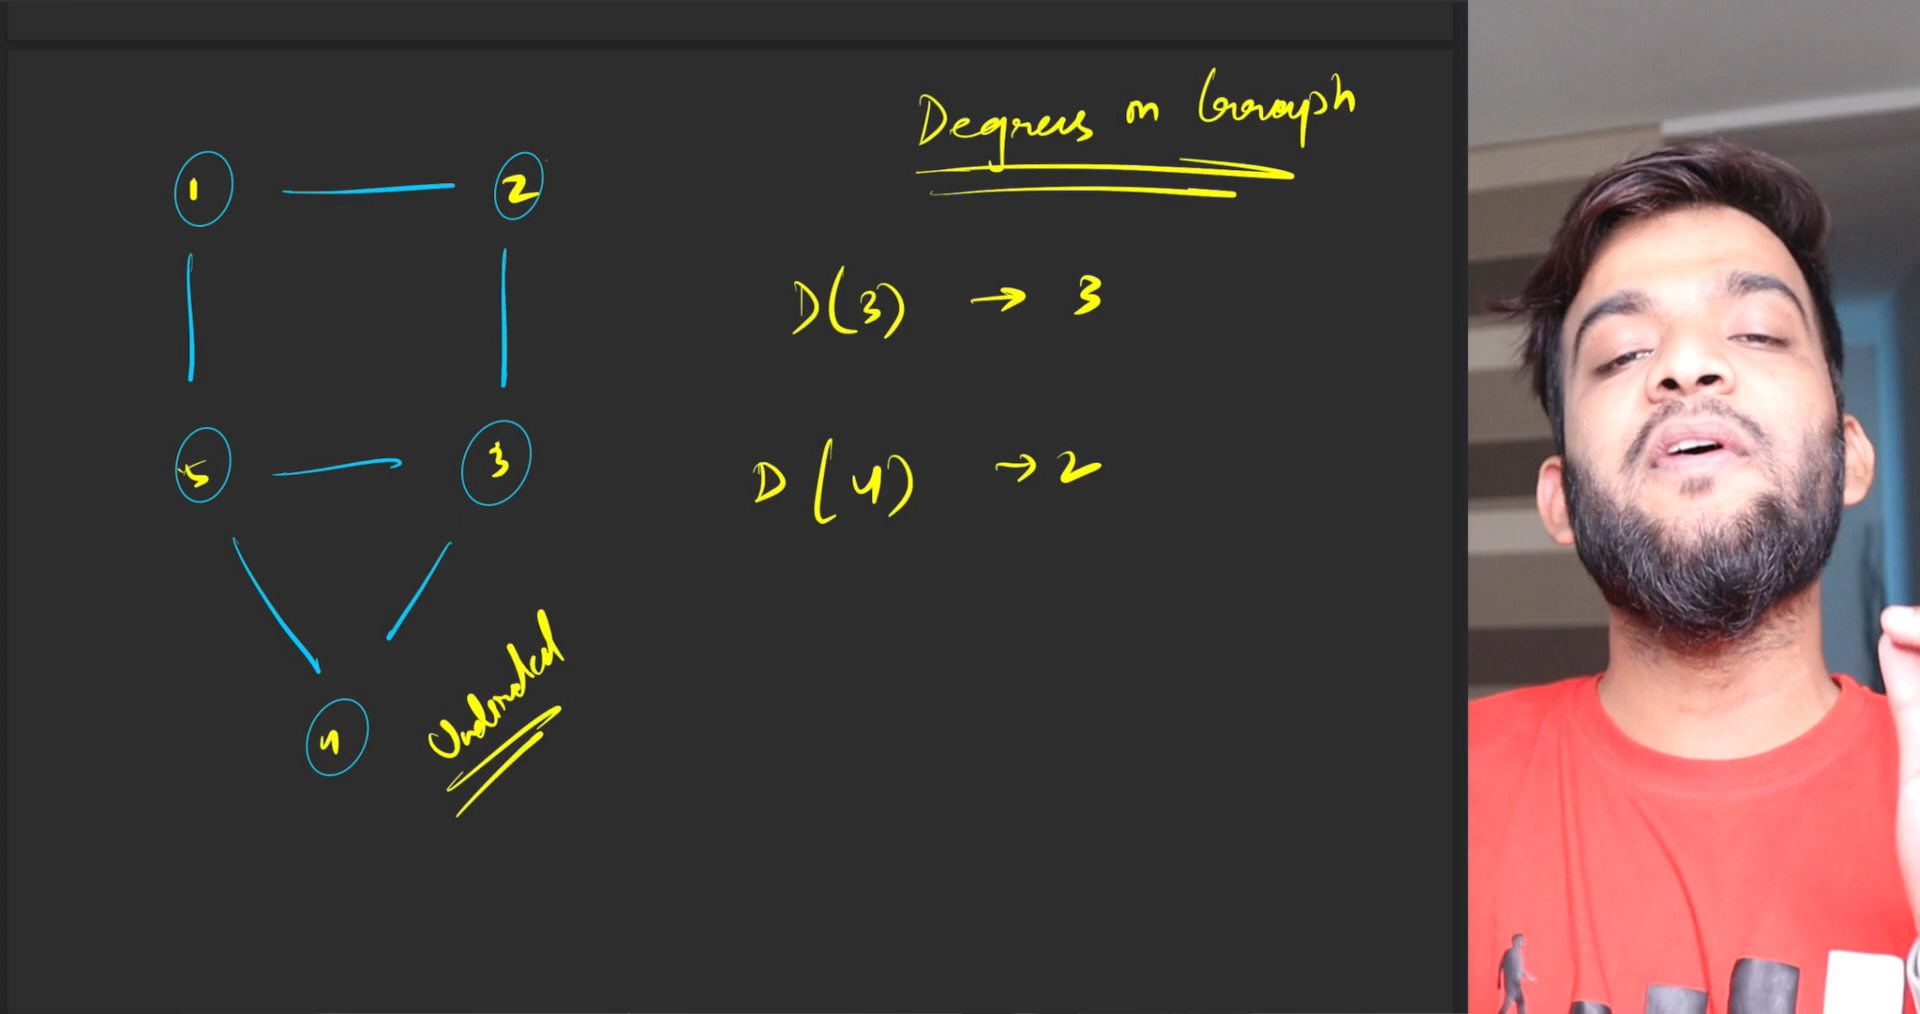 Degrees in Graph
1
2
D(3) → 3
5
3
D(4) → 2
4
Undirected